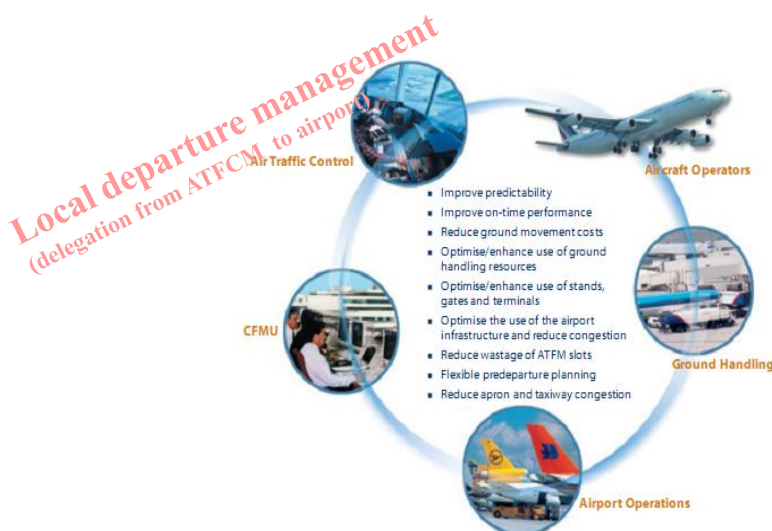 Local departure management
(delegation from ATFCM to airport)
Air Traffic Control
Aircraft Operators
▪ Improve predictability
▪ Improve on-time performance
▪ Reduce ground movement costs
▪ Optimise/enhance use of ground
handling resources
▪ Optimise/enhance use of stands,
gates and terminals
▪ Optimise the use of the airport
infrastructure and reduce congestion
▪ Reduce wastage of ATFM slots
▪ Flexible predeparture planning
▪ Reduce apron and taxiway congestion
CFMU
Ground Handling
Airport Operations